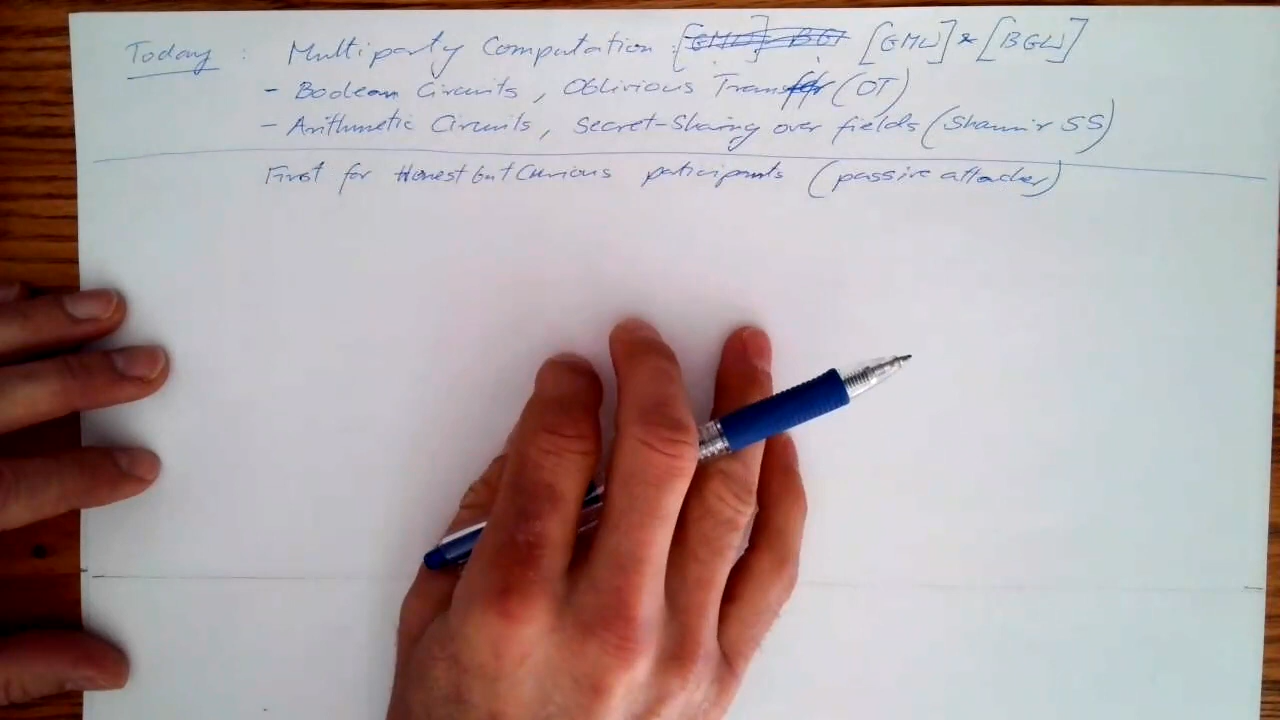 Today : Multiparty Computation : [GMW] & [BGW]
- Boolean Circuits, Oblivious Transfer (OT)
- Arithmetic Circuits, Secret-Sharing over fields (Shamir SS)
First for Honest but Curious participants (passive attacker)